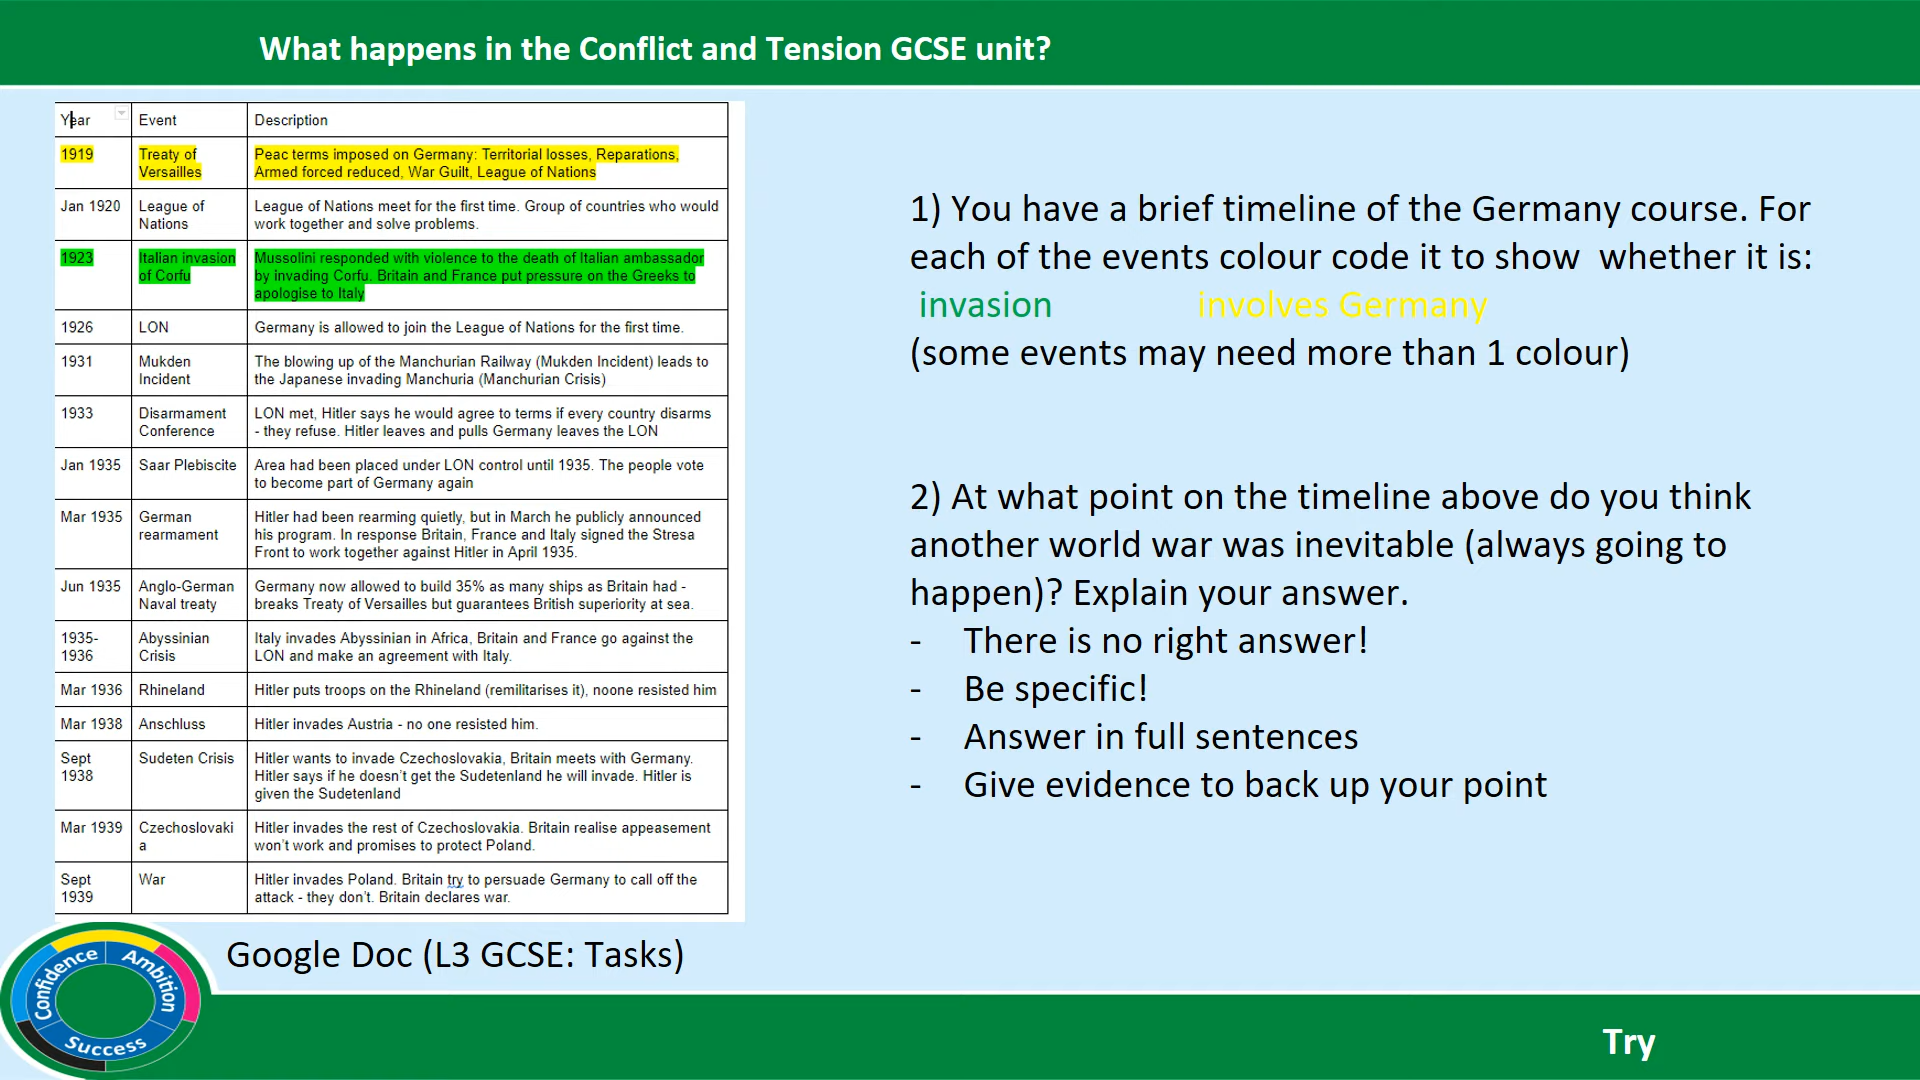 What happens in the Conflict and Tension GCSE unit?
Year Event Description
1919 Treaty of Versailles Peac terms imposed on Germany: Territorial losses, Reparations,
Armed forced reduced, War Guilt, League of Nations
Jan 1920 League of Nations League of Nations meet for the first time. Group of countries who would
work together and solve problems.
1923 Italian invasion of Corfu Mussolini responded with violence to the death of Italian ambassador
by invading Corfu. Britain and France put pressure on the Greeks to
apologise to Italy
1926 LON Germany is allowed to join the League of Nations for the first time.
1931 Mukden Incident The blowing up of the Manchurian Railway (Mukden Incident) leads to
the Japanese invading Manchuria (Manchurian Crisis)
1933 Disarmament Conference LON met, Hitler says he would agree to terms if every country disarms
- they refuse. Hitler leaves and pulls Germany leaves the LON
Jan 1935 Saar Plebiscite Area had been placed under LON control until 1935. The people vote
to become part of Germany again
Mar 1935 German rearmament Hitler had been rearming quietly, but in March he publicly announced
his program. In response Britain, France and Italy signed the Stresa
Front to work together against Hitler in April 1935.
Jun 1935 Anglo-German Naval treaty Germany now allowed to build 35% as many ships as Britain had -
breaks Treaty of Versailles but guarantees British superiority at sea.
1935-1936 Abyssinian Crisis Italy invades Abyssinian in Africa, Britain and France go against the
LON and make an agreement with Italy.
Mar 1936 Rhineland Hitler puts troops on the Rhineland (remilitarises it), noone resisted him
Mar 1938 Anschluss Hitler invades Austria - no one resisted him.
Sept 1938 Sudeten Crisis Hitler wants to invade Czechoslovakia, Britain meets with Germany.
Hitler says if he doesn't get the Sudetenland he will invade. Hitler is
given the Sudetenland
Mar 1939 Czechoslovakia Hitler invades the rest of Czechoslovakia. Britain realise appeasement
won't work and promises to protect Poland.
Sept 1939 War Hitler invades Poland. Britain try to persuade Germany to call off the
attack - they don't. Britain declares war.
Google Doc (L3 GCSE: Tasks)
1) You have a brief timeline of the Germany course. For
each of the events colour code it to show whether it is:
invasion involves Germany
(some events may need more than 1 colour)
2) At what point on the timeline above do you think
another world war was inevitable (always going to
happen)? Explain your answer.
- There is no right answer!
- Be specific!
- Answer in full sentences
- Give evidence to back up your point
Confidence
Ambition
Success
Try